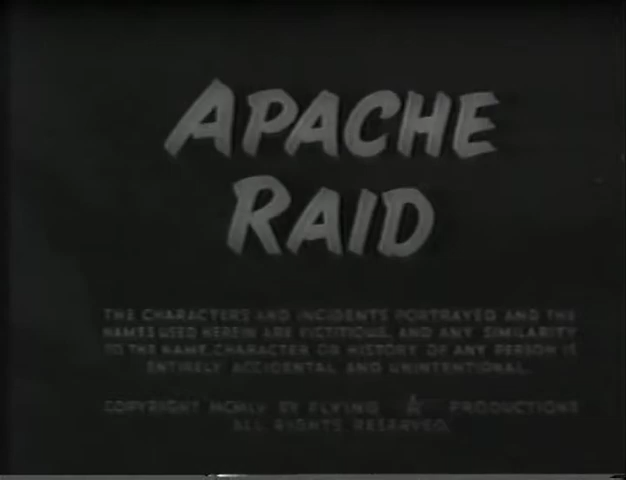 APACHE
RAID
THE CHARACTERS AND INCIDENTS PORTRAYED AND THE
NAMES USED HEREIN ARE FICTITIOUS, AND ANY SIMILARITY
TO THE NAME, CHARACTER OR HISTORY OF ANY PERSON IS
ENTIRELY ACCIDENTAL AND UNINTENTIONAL.
COPYRIGHT MCMLV BY FLYING A PRODUCTIONS
ALL RIGHTS RESERVED.